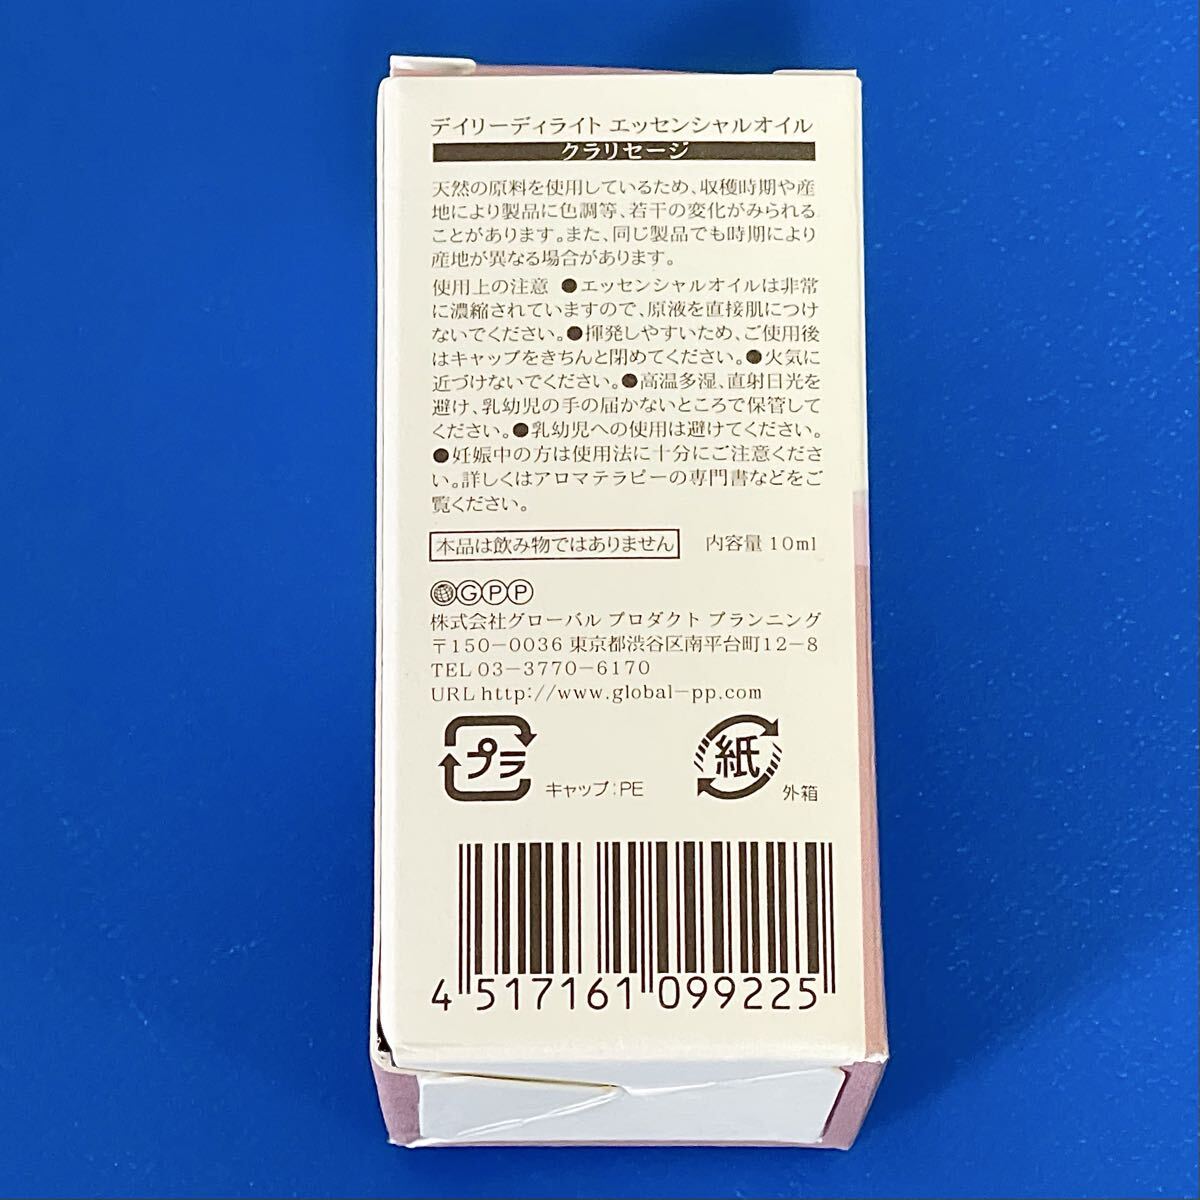 デイリーディライト エッセンシャルオイル
クラリセージ
天然の原料を使用しているため、収穫時期や産
地により製品に色調等、若干の変化がみられる
ことがあります。また、同じ製品でも時期により
産地が異なる場合があります。
使用上の注意 ●エッセンシャルオイルは非常
に濃縮されていますので、原液を直接肌につけ
ないでください。●揮発しやすいため、ご使用後
はキャップをきちんと閉めてください。●火気に
近づけないでください。●高温多湿、直射日光を
避け、乳幼児の手の届かないところで保管して
ください。●乳幼児への使用は避けてください。
●妊娠中の方は使用法に十分にご注意くださ
い。詳しくはアロマテラピーの専門書などをご
覧ください。
本品は飲み物ではありません 内容量 10ml
GPP
株式会社グローバル プロダクト プランニング
〒150-0036 東京都渋谷区南平台町12-8
TEL 03-3770-6170
URL http://www.global-pp.com
プラ キャップ:PE 紙 外箱
4 517161 099225